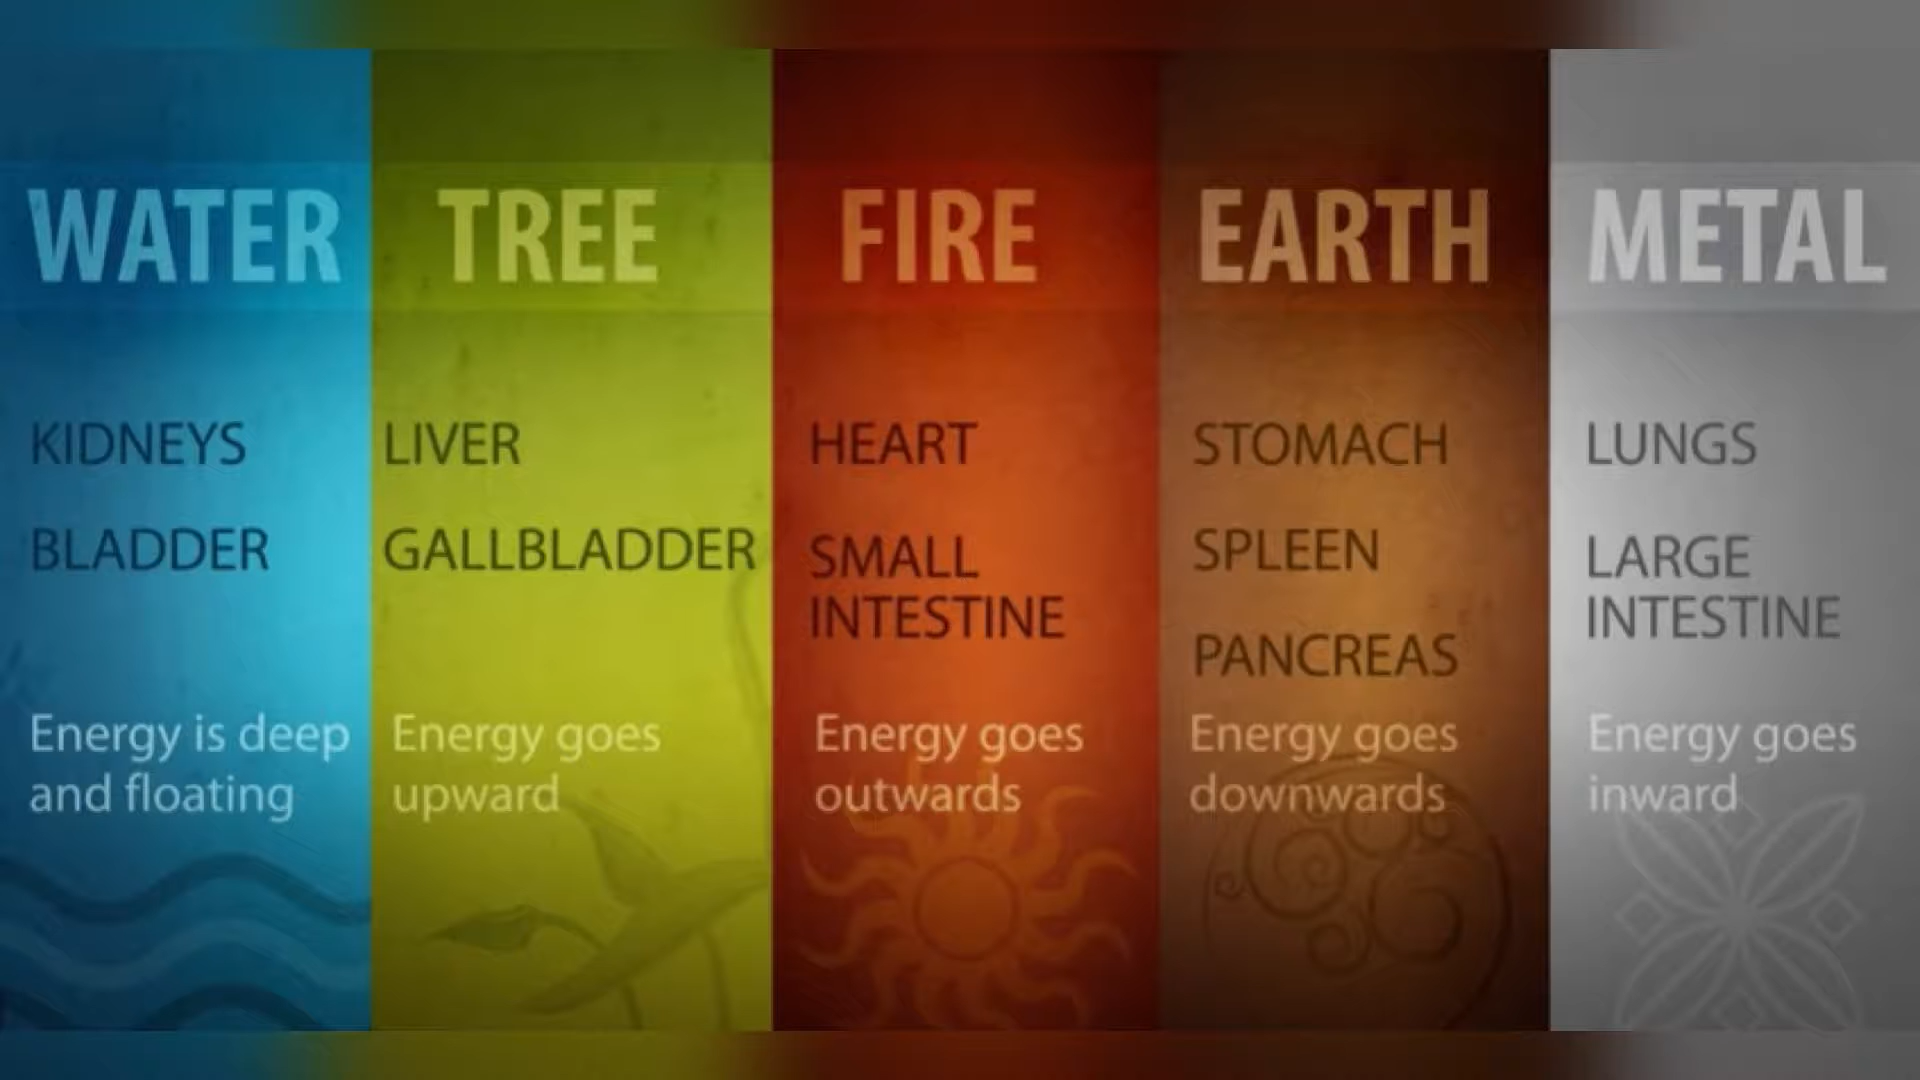 WATER
KIDNEYS
BLADDER
Energy is deep
and floating
TREE
LIVER
GALLBLADDER
Energy goes
upward
FIRE
HEART
SMALL
INTESTINE
Energy goes
outwards
EARTH
STOMACH
SPLEEN
PANCREAS
Energy goes
downwards
METAL
LUNGS
LARGE
INTESTINE
Energy goes
inward